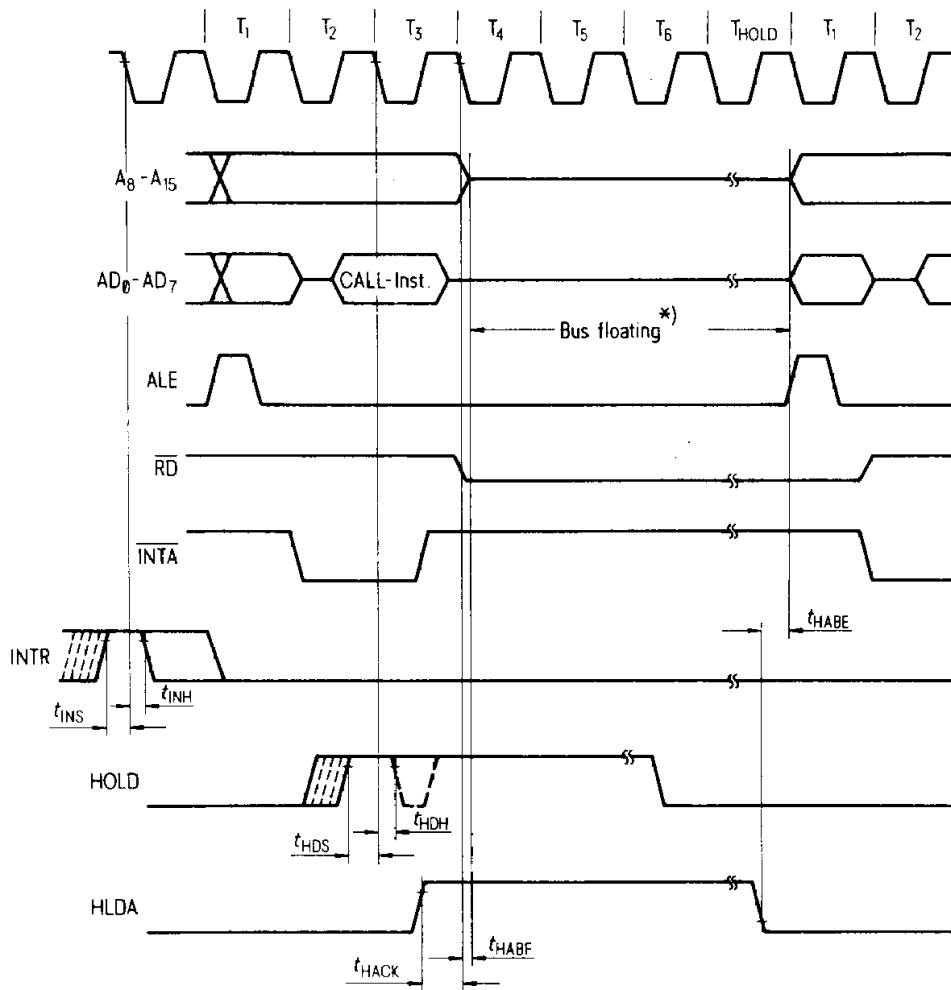 T1 T2 T3 T4 T5 T6 THOLD T1 T2
A8-A15
AD0-AD7 CALL-Inst.
Bus floating*)
ALE
RD
INTA
tHABE
INTR
tINH
tINS
HOLD
tHDH
tHDS
HLDA
tHABF
tHACK